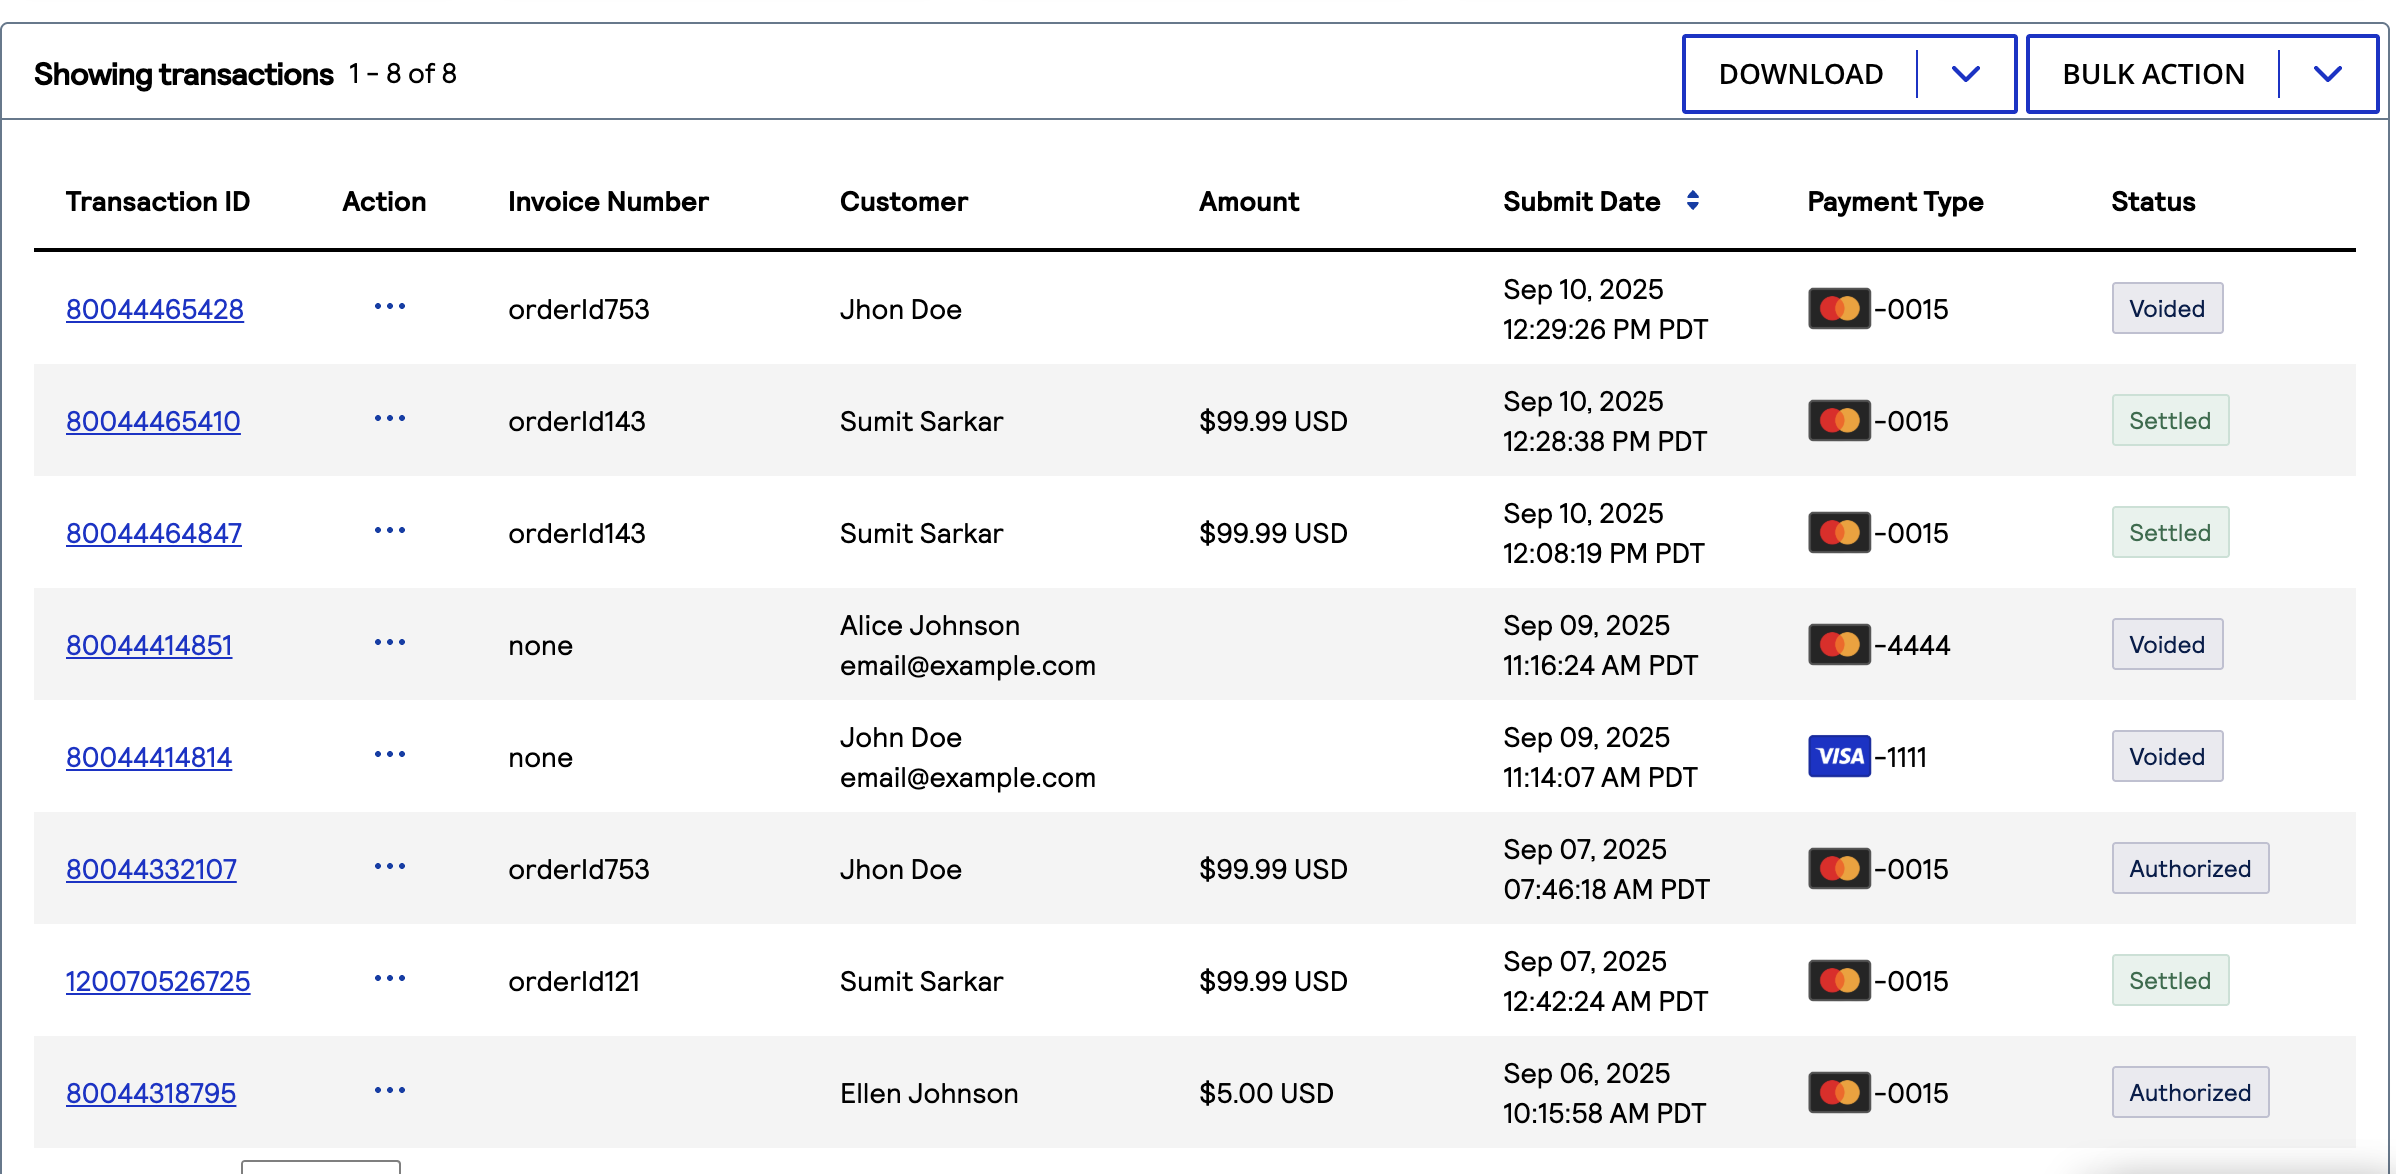 Showing transactions 1 - 8 of 8 DOWNLOAD BULK ACTION
Transaction ID Action Invoice Number Customer Amount Submit Date Payment Type Status
80044465428 ••• orderId753 Jhon Doe Sep 10, 2025 12:29:26 PM PDT -0015 Voided
80044465410 ••• orderId143 Sumit Sarkar $99.99 USD Sep 10, 2025 12:28:38 PM PDT -0015 Settled
80044464847 ••• orderId143 Sumit Sarkar $99.99 USD Sep 10, 2025 12:08:19 PM PDT -0015 Settled
80044414851 ••• none Alice Johnson email@example.com Sep 09, 2025 11:16:24 AM PDT -4444 Voided
80044414814 ••• none John Doe email@example.com Sep 09, 2025 11:14:07 AM PDT VISA -1111 Voided
80044332107 ••• orderId753 Jhon Doe $99.99 USD Sep 07, 2025 07:46:18 AM PDT -0015 Authorized
120070526725 ••• orderId121 Sumit Sarkar $99.99 USD Sep 07, 2025 12:42:24 AM PDT -0015 Settled
80044318795 ••• Ellen Johnson $5.00 USD Sep 06, 2025 10:15:58 AM PDT -0015 Authorized